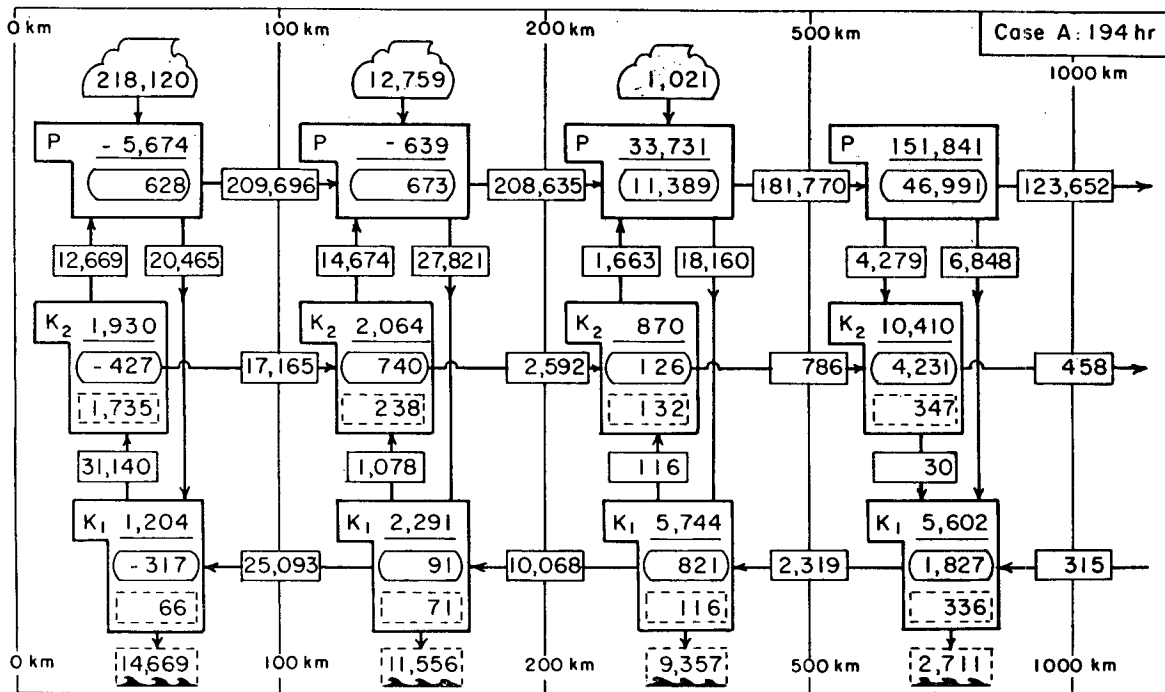 0 km 100 km 200 km 500 km Case A: 194 hr
1000 km
218,120 12,759 1,021
P - 5,674 P - 639 P 33,731 P 151,841
628 209,696 673 208,635 11,389 181,770 46,991 123,652
12,669 20,465 14,674 27,821 1,663 18,160 4,279 6,848
K2 1,930 K2 2,064 K2 870 K2 10,410
- 427 17,165 740 2,592 126 786 4,231 458
1,735 238 132 347
31,140 1,078 116 30
K1 1,204 K1 2,291 K1 5,744 K1 5,602
- 317 25,093 91 10,068 821 2,319 1,827 315
66 71 116 336
0 km 14,669 100 km 11,556 200 km 9,357 500 km 2,711 1000 km